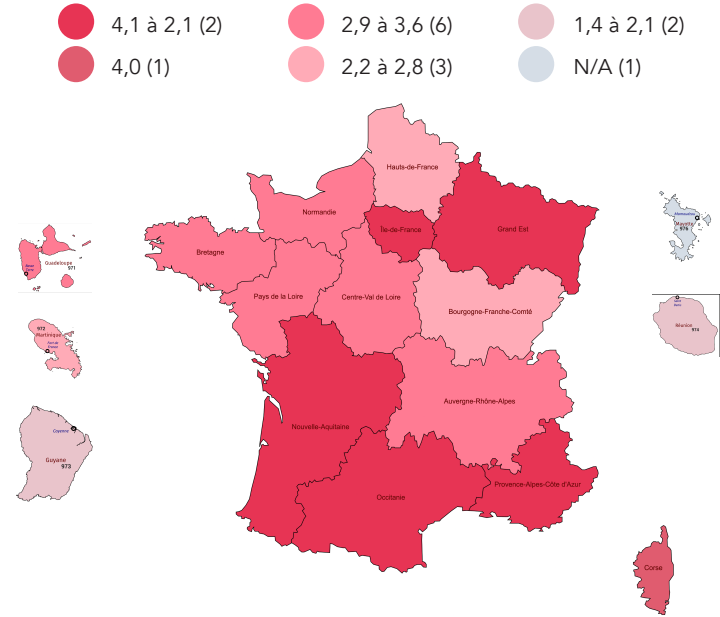 4,1 à 2,1 (2)
2,9 à 3,6 (6)
1,4 à 2,1 (2)
4,0 (1)
2,2 à 2,8 (3)
N/A (1)
Hauts-de-France
Normandie
Île-de-France
Grand Est
Bretagne
Pays de la Loire
Centre-Val de Loire
Bourgogne-Franche-Comté
Nouvelle-Aquitaine
Auvergne-Rhône-Alpes
Occitanie
Provence-Alpes-Côte d'Azur
Corse
Guadeloupe
971
972
Martinique
Cayenne
Guyane
973
Mayotte
976
Réunion
974